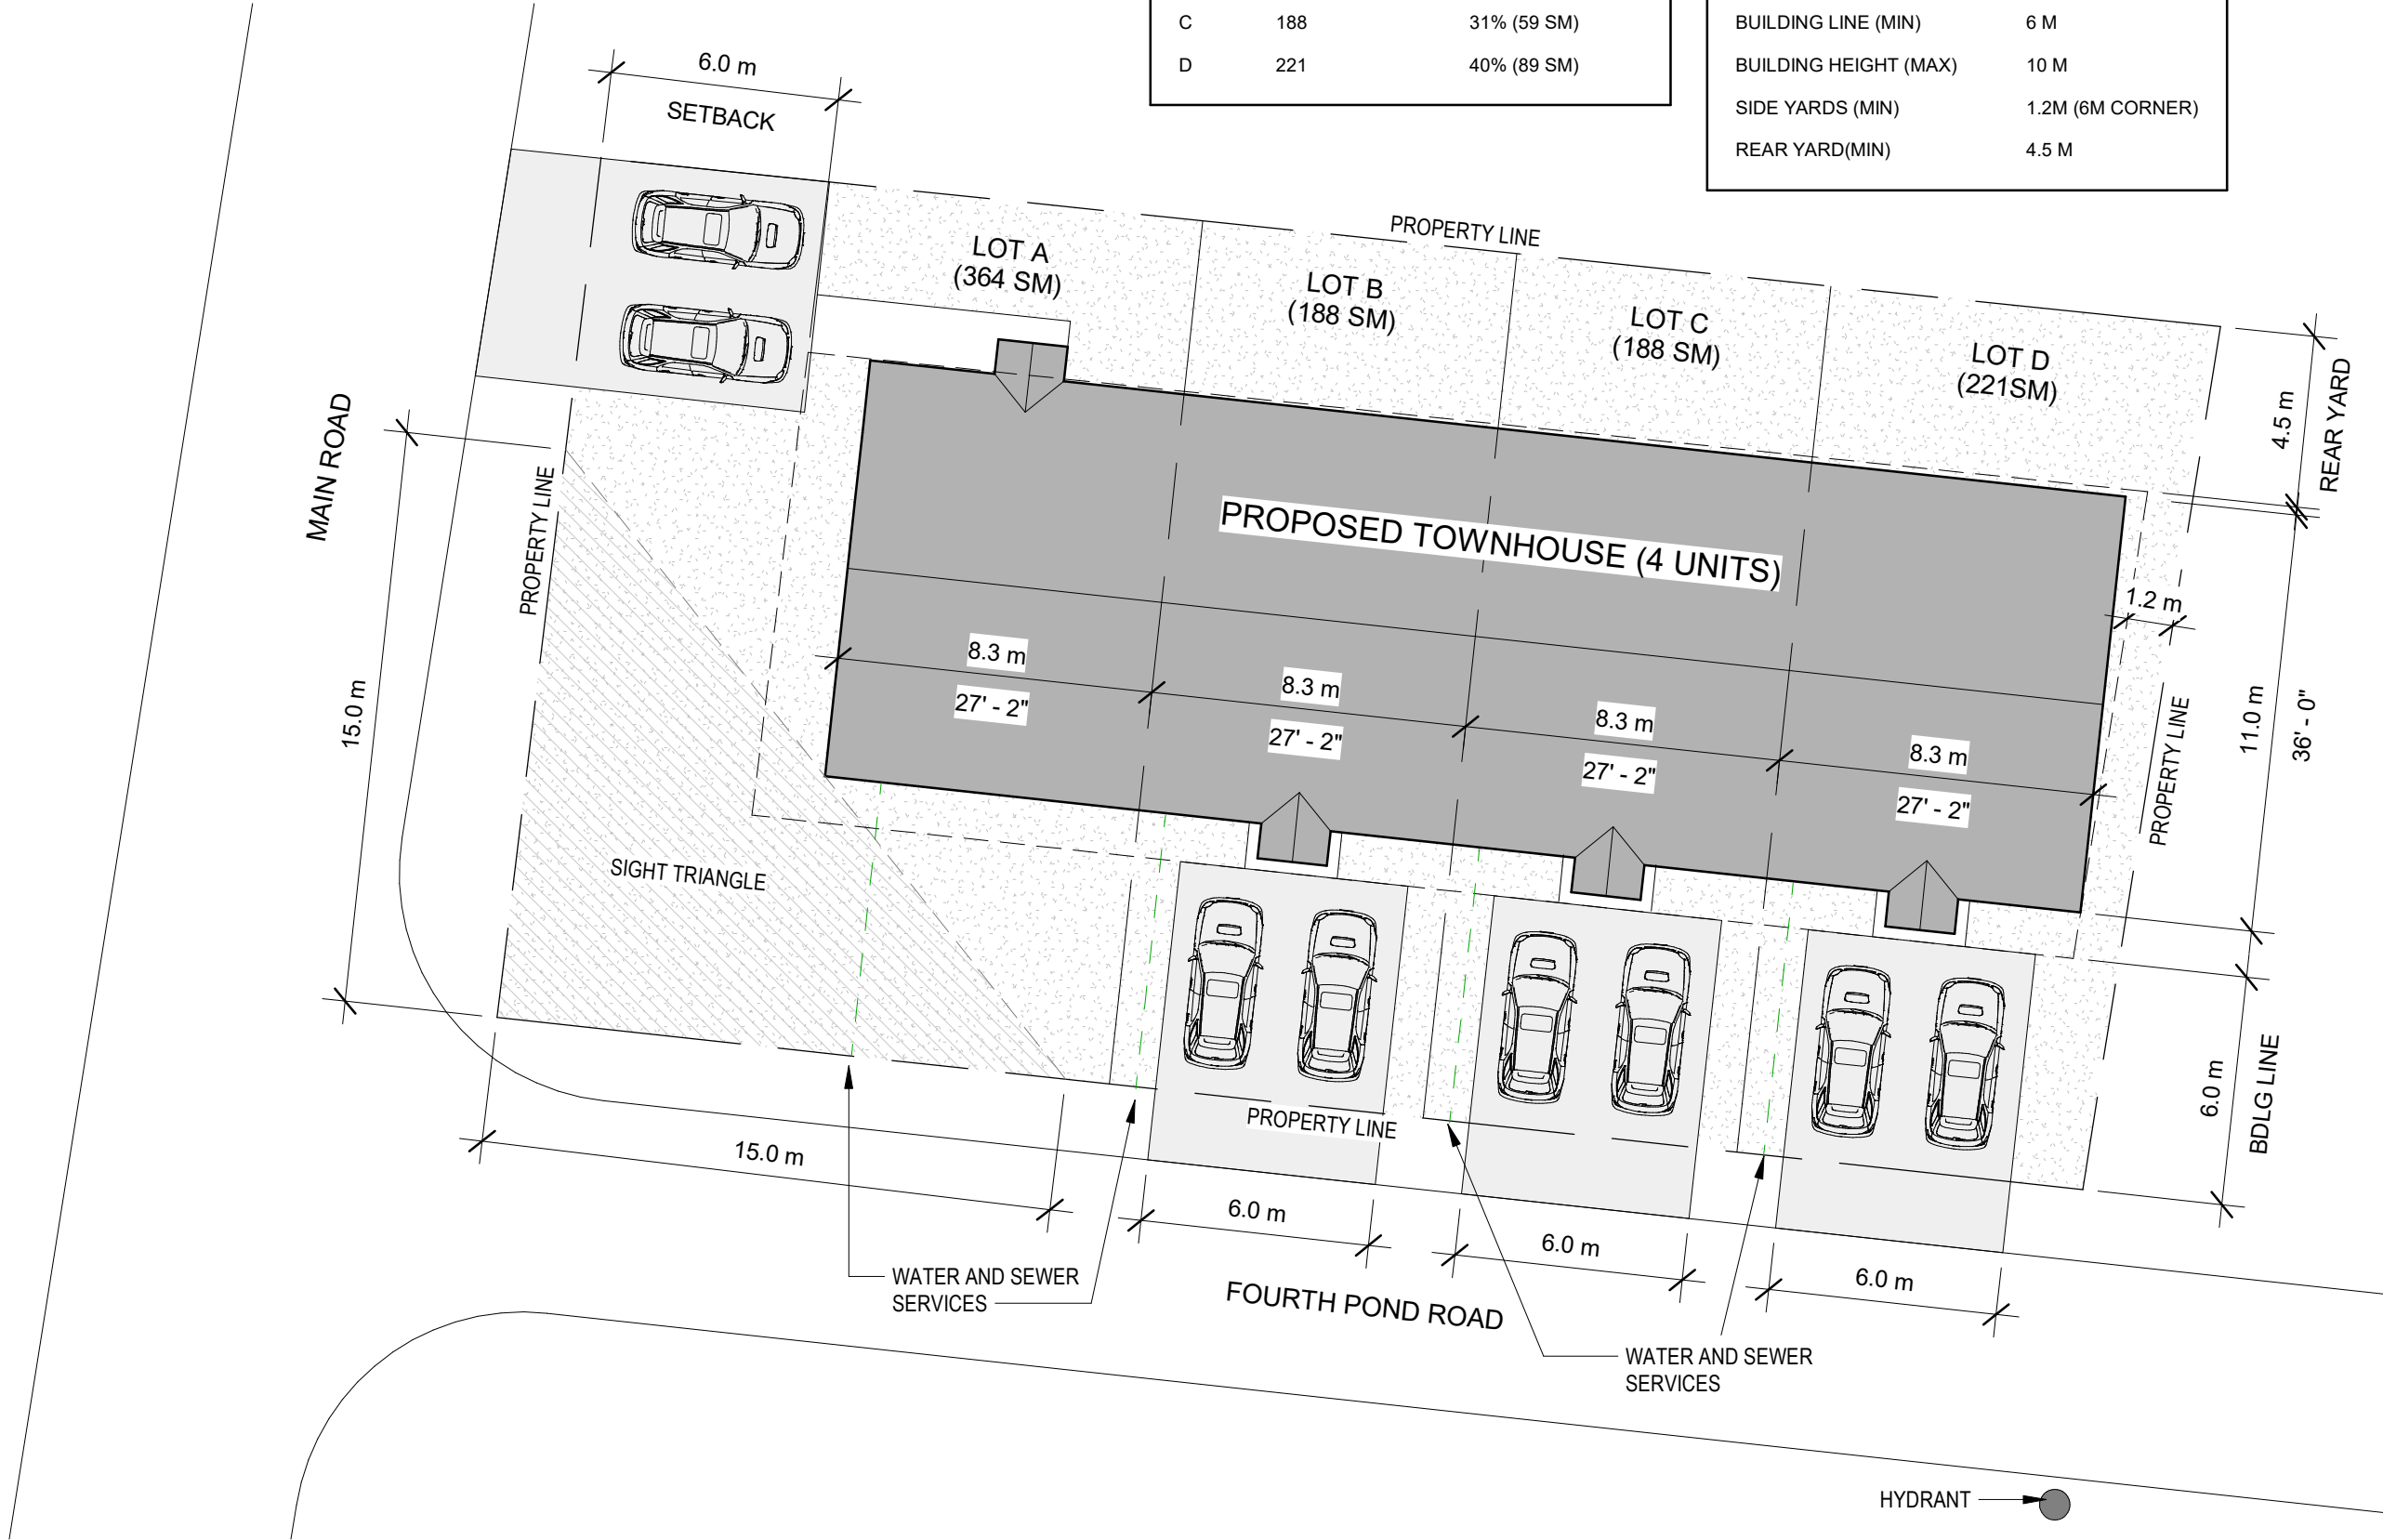 C 188 31% (59 SM)
D 221 40% (89 SM)
BUILDING LINE (MIN) 6 M
BUILDING HEIGHT (MAX) 10 M
SIDE YARDS (MIN) 1.2M (6M CORNER)
REAR YARD(MIN) 4.5 M
6.0 m
SETBACK
PROPERTY LINE
LOT A
(364 SM)
LOT B
(188 SM)
LOT C
(188 SM)
LOT D
(221SM)
4.5 m
REAR YARD
MAIN ROAD
PROPERTY LINE
PROPOSED TOWNHOUSE (4 UNITS)
1.2 m
8.3 m
27' - 2"
8.3 m
27' - 2"
8.3 m
27' - 2"
8.3 m
27' - 2"
15.0 m
11.0 m
36' - 0"
PROPERTY LINE
SIGHT TRIANGLE
6.0 m
BDLG LINE
PROPERTY LINE
15.0 m
6.0 m
6.0 m
6.0 m
WATER AND SEWER
SERVICES
FOURTH POND ROAD
WATER AND SEWER
SERVICES
HYDRANT